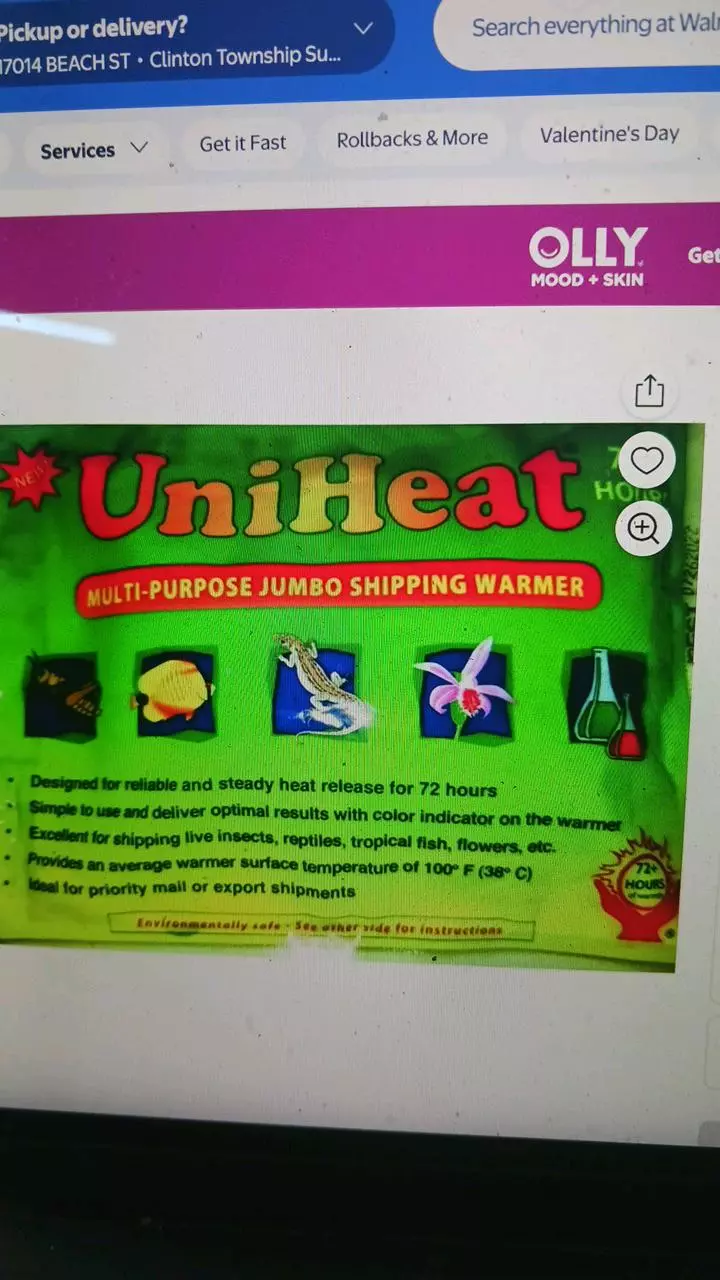 Pickup or delivery?
17014 BEACH ST • Clinton Township Su...
Search everything at Wal
Services
Get it Fast
Rollbacks & More
Valentine's Day
OLLY
MOOD + SKIN
Get
NEW!
UniHeat
HOUR
MULTI-PURPOSE JUMBO SHIPPING WARMER
• Designed for reliable and steady heat release for 72 hours
• Simple to use and deliver optimal results with color indicator on the warmer
• Excellent for shipping live insects, reptiles, tropical fish, flowers, etc.
• Provides an average warmer surface temperature of 100° F (38° C)
• Ideal for priority mail or export shipments
72+
HOURS
of warmth
Environmentally safe - See other side for instructions